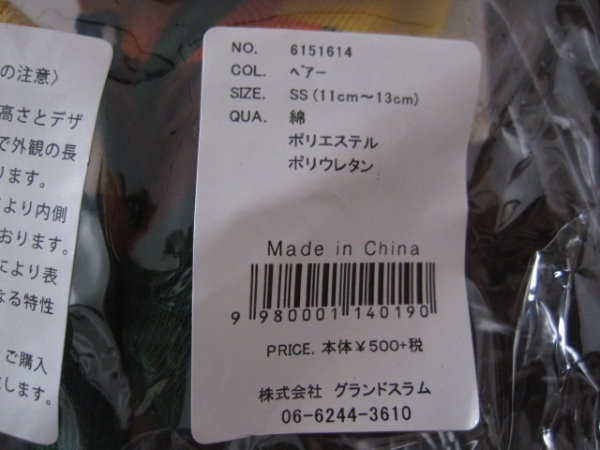 の注意〉
高さとデザ
で外観の長
ります。
により内側
おります。
により表
なる特性
ご購入
します。
NO. 6151614
COL. ベアー
SIZE. SS (11cm～13cm)
QUA. 綿
ポリエステル
ポリウレタン
Made in China
9 980001 140190
PRICE. 本体 ¥500+税
株式会社 グランドスラム
06-6244-3610